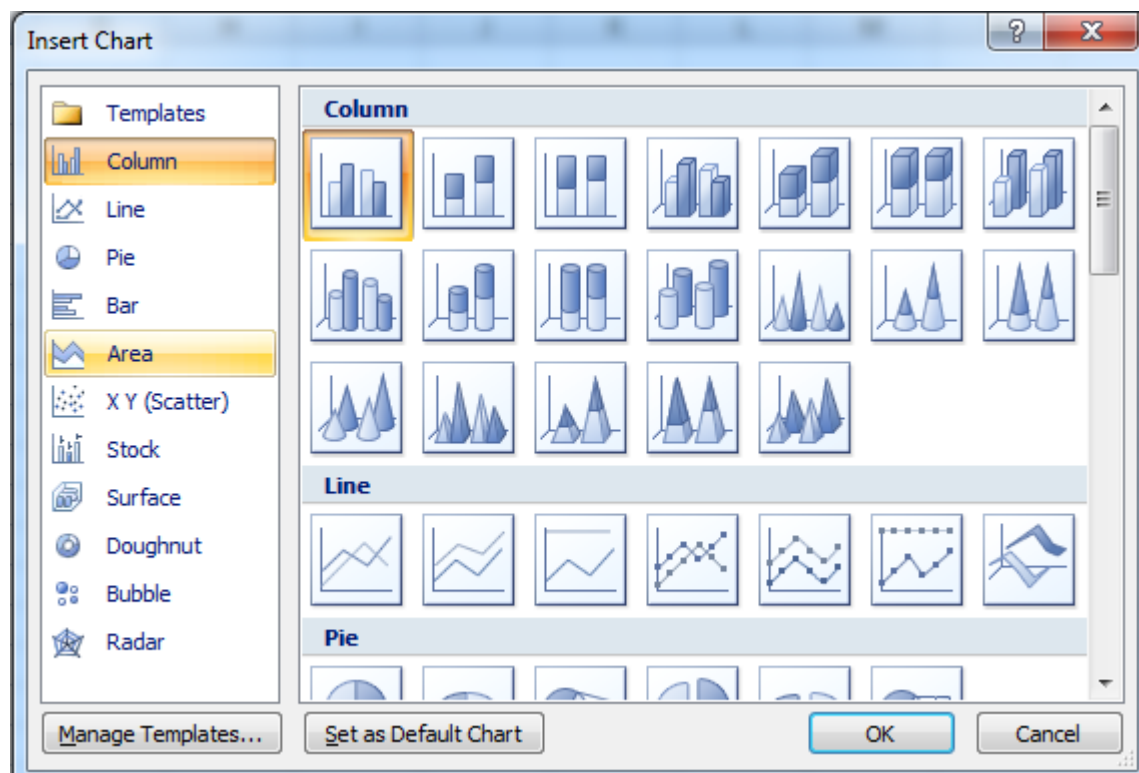 Insert Chart
Templates
Column
Line
Pie
Bar
Area
X Y (Scatter)
Stock
Surface
Doughnut
Bubble
Radar
Column
Line
Pie
Manage Templates...
Set as Default Chart
OK
Cancel